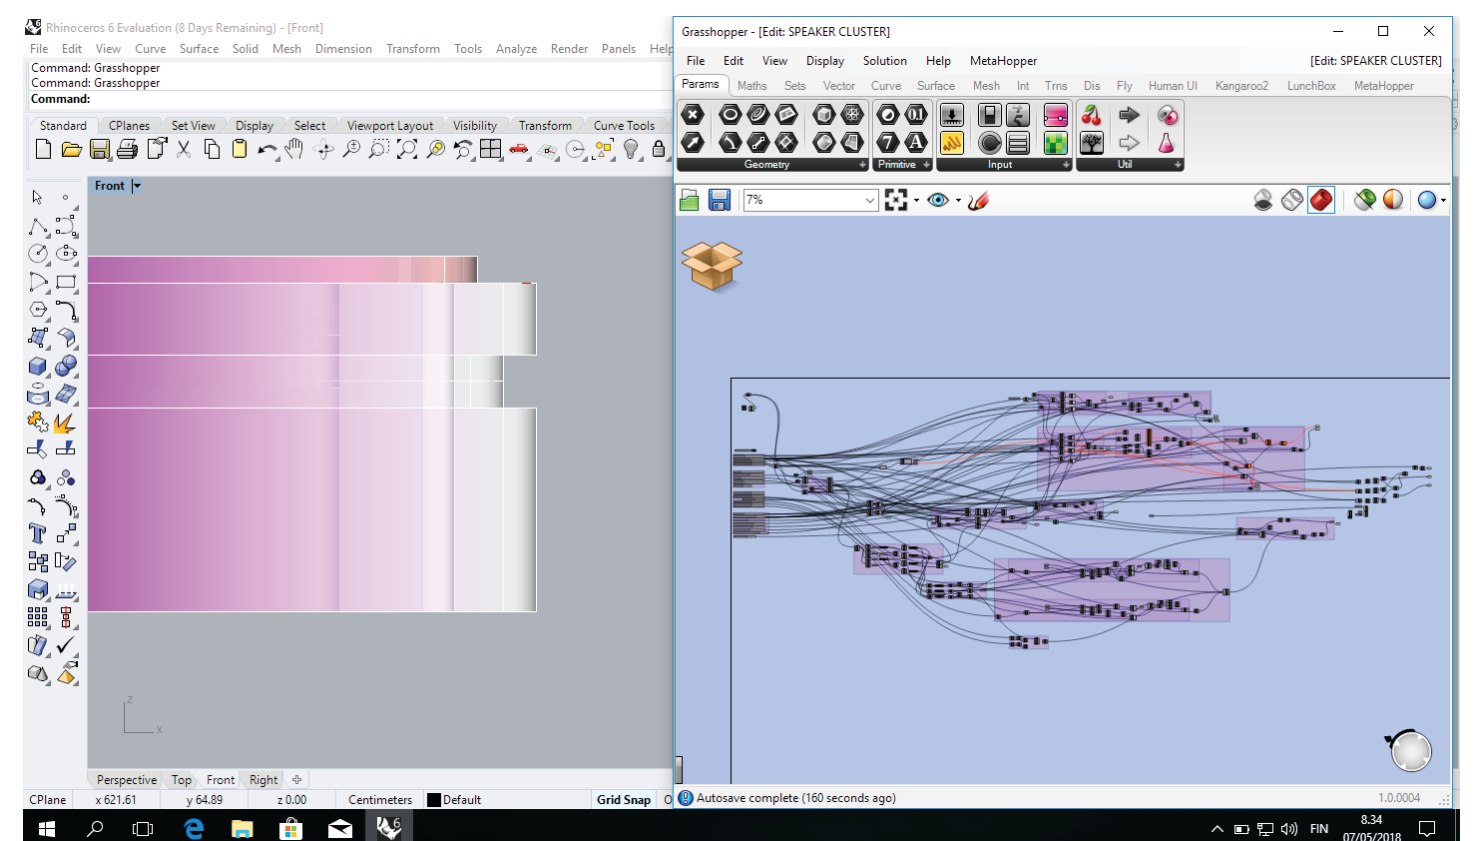 Rhinoceros 6 Evaluation (8 Days Remaining) - [Front]
File Edit View Curve Surface Solid Mesh Dimension Transform Tools Analyze Render Panels Help
Command: Grasshopper
Command: Grasshopper
Command:
Standard CPlanes Set View Display Select Viewport Layout Visibility Transform Curve Tools
Front
z
x
Perspective Top Front Right
CPlane x 621.61 y 64.89 z 0.00 Centimeters Default Grid Snap O
Grasshopper - [Edit: SPEAKER CLUSTER]
File Edit View Display Solution Help MetaHopper [Edit: SPEAKER CLUSTER]
Params Maths Sets Vector Curve Surface Mesh Int Trns Dis Fly Human UI Kangaroo2 LunchBox MetaHopper
Geometry Primitive Input Util
7%
Autosave complete (160 seconds ago) 1.0.0004
FIN
8.34
07/05/2018